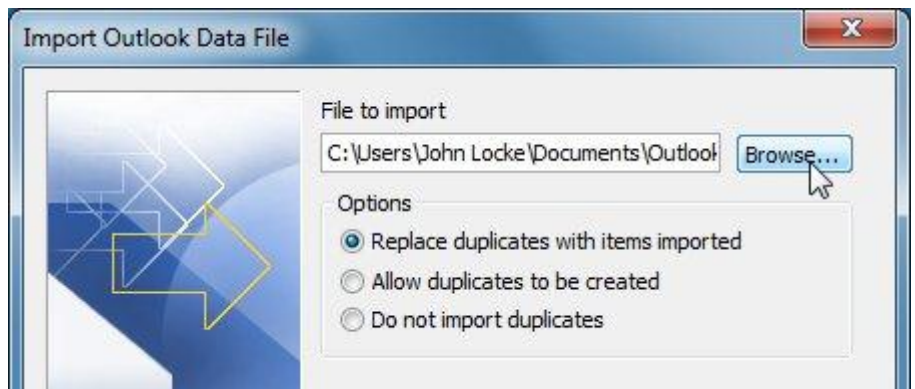 Import Outlook Data File
File to import
C:\Users\John Locke\Documents\Outlook
Browse...
Options
Replace duplicates with items imported
Allow duplicates to be created
Do not import duplicates